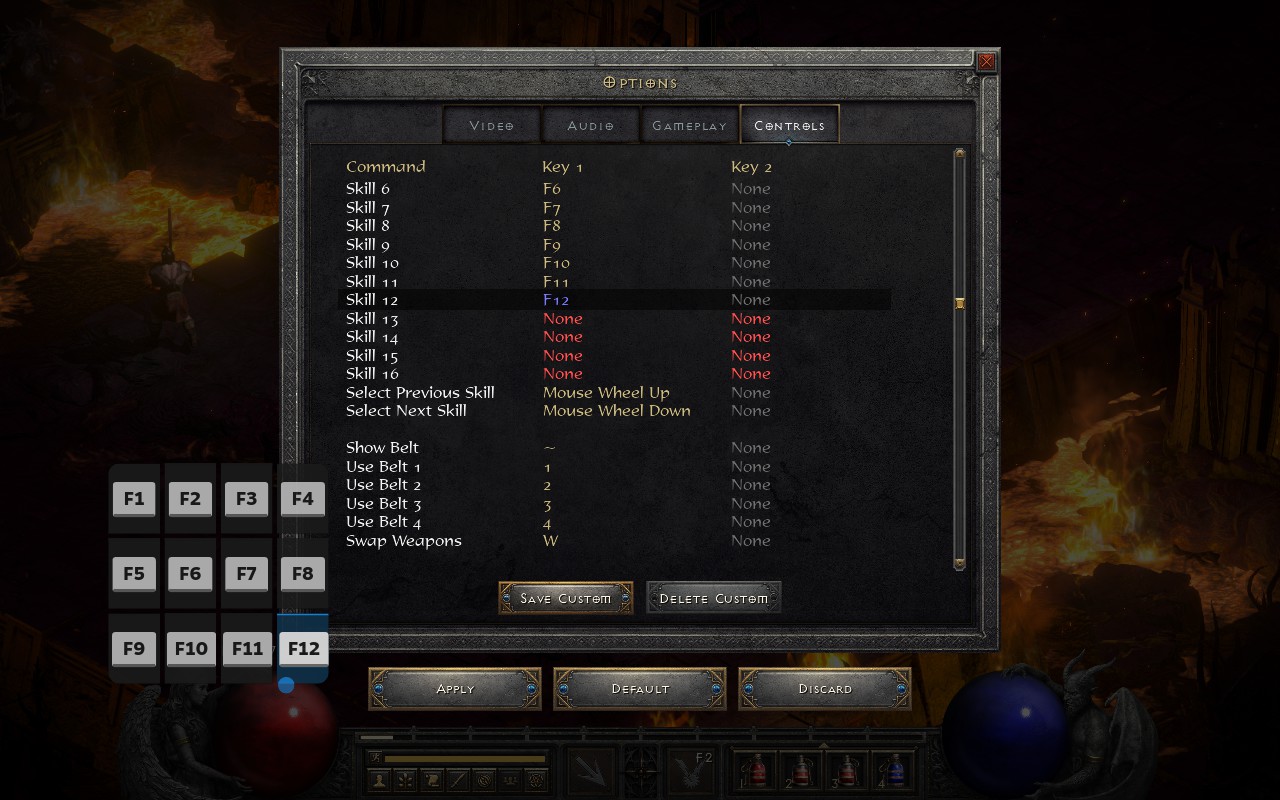 Options
Video Audio Gameplay Controls
Command Key 1 Key 2
Skill 6 F6 None
Skill 7 F7 None
Skill 8 F8 None
Skill 9 F9 None
Skill 10 F10 None
Skill 11 F11 None
Skill 12 F12 None
Skill 13 None None
Skill 14 None None
Skill 15 None None
Skill 16 None None
Select Previous Skill Mouse Wheel Up None
Select Next Skill Mouse Wheel Down None
Show Belt ~ None
Use Belt 1 1 None
Use Belt 2 2 None
Use Belt 3 3 None
Use Belt 4 4 None
Swap Weapons W None
Save Custom Delete Custom
F1 F2 F3 F4
F5 F6 F7 F8
F9 F10 F11 F12
Apply Default Discard
F2
1 2 3 4